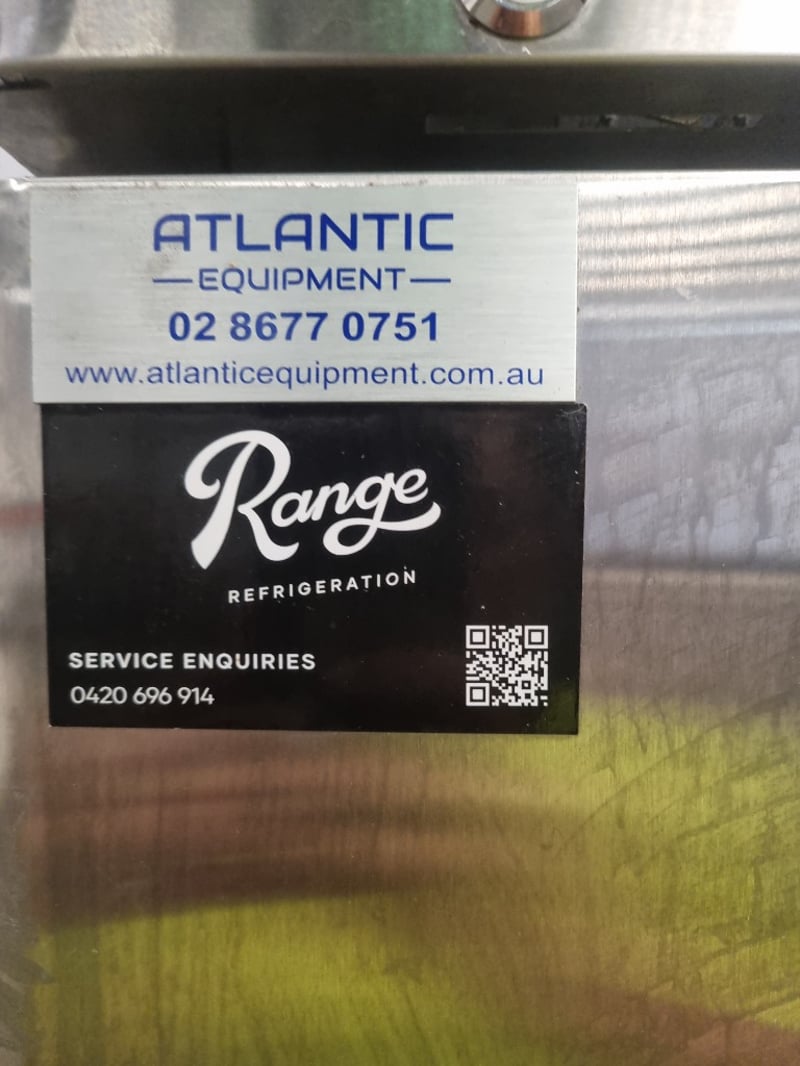 ATLANTIC
EQUIPMENT
02 8677 0751
www.atlanticequipment.com.au
Range
REFRIGERATION
SERVICE ENQUIRIES
0420 696 914